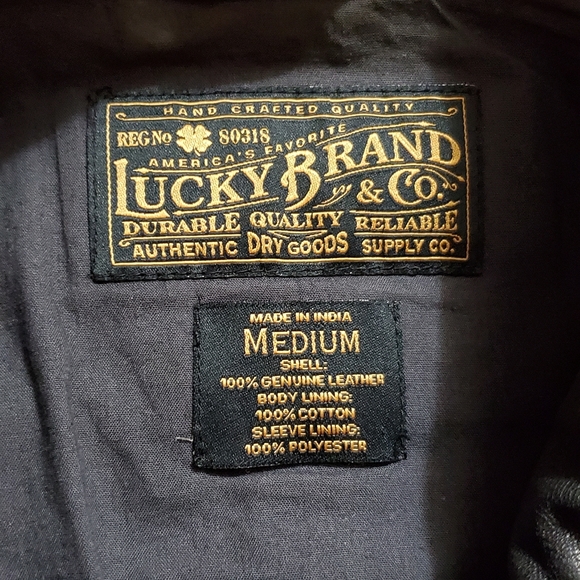 HAND CRAFTED QUALITY
REG No 80318
AMERICA'S FAVORITE
LUCKY BRAND & CO.
DURABLE QUALITY RELIABLE
AUTHENTIC DRY GOODS SUPPLY CO.
MADE IN INDIA
MEDIUM
SHELL:
100% GENUINE LEATHER
BODY LINING:
100% COTTON
SLEEVE LINING:
100% POLYESTER